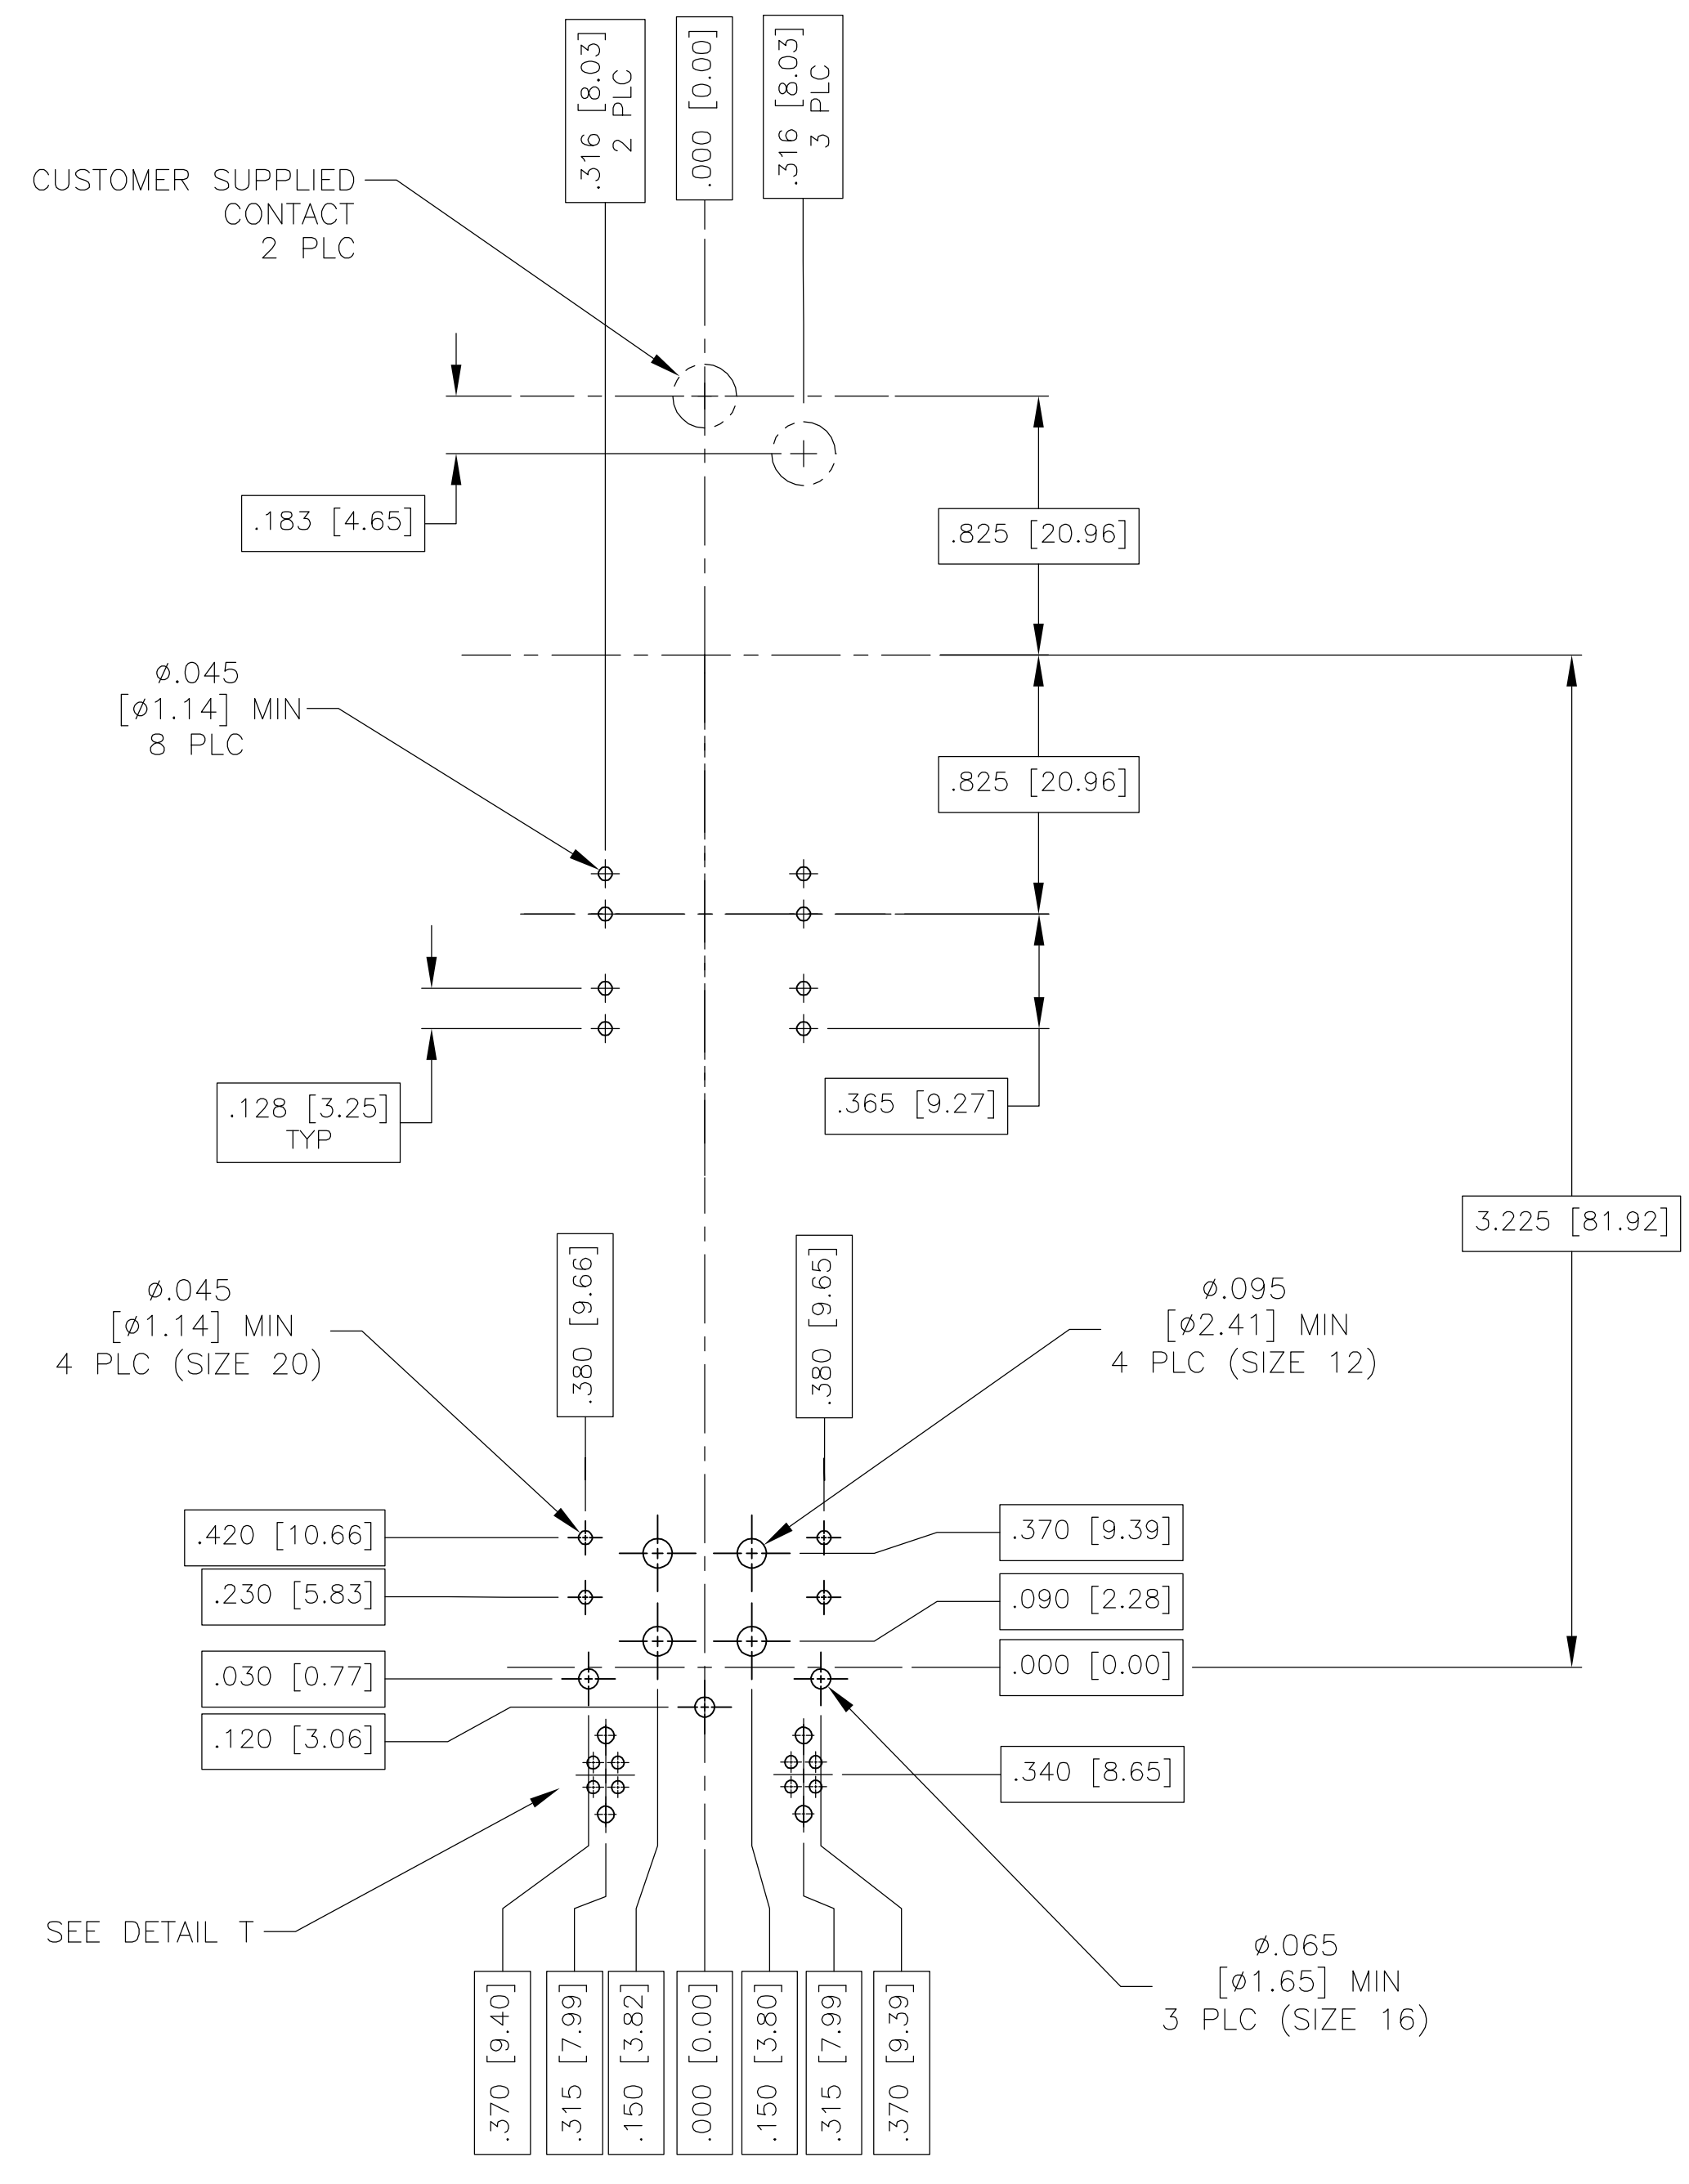 .316 [8.03]
2 PLC
.000 [0.00]
.316 [8.03]
3 PLC
CUSTOMER SUPPLIED
CONTACT
2 PLC
.183 [4.65]
.825 [20.96]
ø.045
[ø1.14] MIN
8 PLC
.825 [20.96]
.128 [3.25]
TYP
.365 [9.27]
3.225 [81.92]
.380 [9.66]
.380 [9.65]
ø.045
[ø1.14] MIN
4 PLC (SIZE 20)
ø.095
[ø2.41] MIN
4 PLC (SIZE 12)
.420 [10.66]
.370 [9.39]
.230 [5.83]
.090 [2.28]
.030 [0.77]
.000 [0.00]
.120 [3.06]
.340 [8.65]
SEE DETAIL T
ø.065
[ø1.65] MIN
3 PLC (SIZE 16)
.370 [9.40]
.315 [7.99]
.150 [3.82]
.000 [0.00]
.150 [3.80]
.315 [7.99]
.370 [9.39]